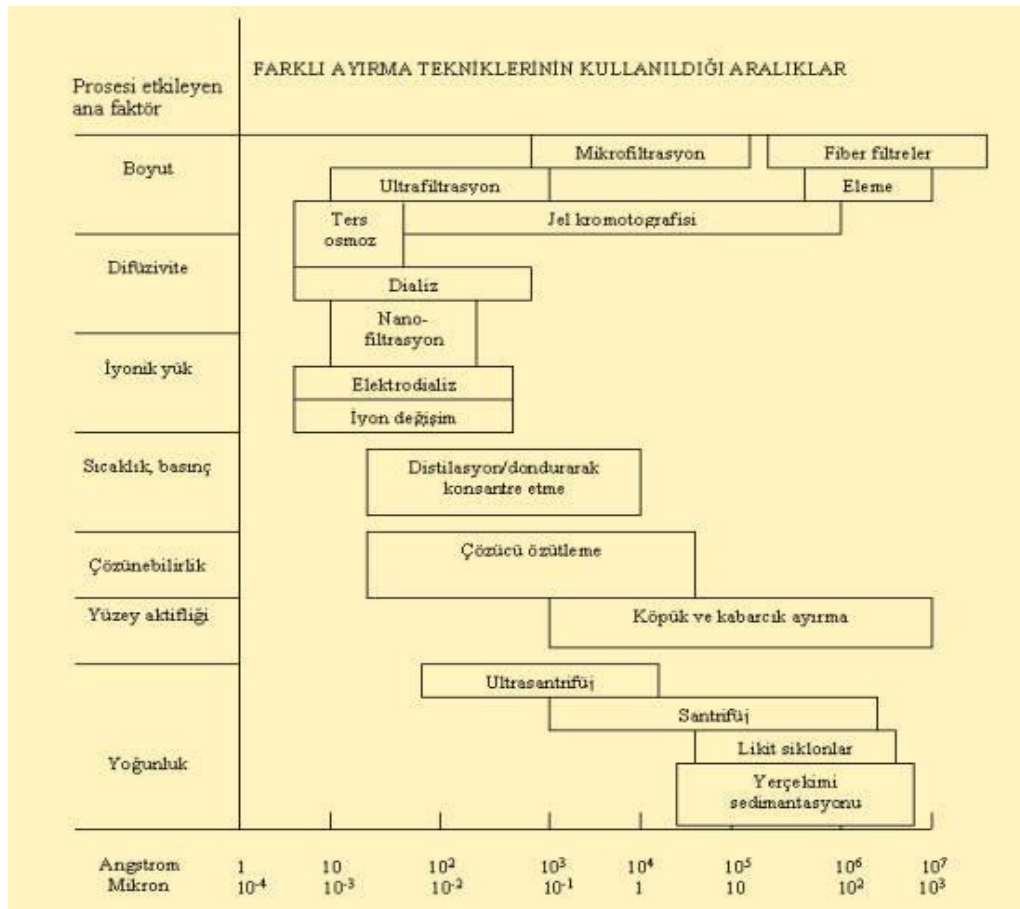 FARKLI AYIRMA TEKNİKLERİNİN KULLANILDIĞI ARALIKLAR
Prosesi etkileyen
ana faktör
Boyut
Mikrofiltrasyon
Fiber filtreler
Ultrafiltrasyon
Eleme
Ters
osmoz
Jel kromotografisi
Difüzivite
Dializ
Nano-
filtrasyon
İyonik yük
Elektrodializ
İyon değişim
Sıcaklık, basınç
Distilasyon/dondurarak
konsantre etme
Çözünebilirlik
Çözücü özütleme
Yüzey aktifliği
Köpük ve kabarcık ayırma
Ultrasantrifüj
Santrifüj
Yoğunluk
Likit siklonlar
Yerçekimi
sedimantasyonu
Angstrom 1 10 10² 10³ 10⁴ 10⁵ 10⁶ 10⁷
Mikron 10⁻⁴ 10⁻³ 10⁻² 10⁻¹ 1 10 10² 10³